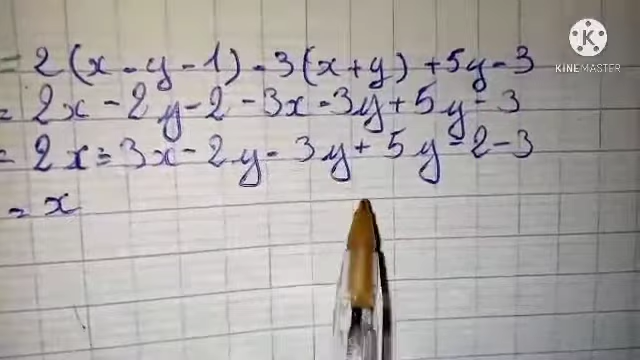 = 2(x - y - 1) - 3(x + y) + 5y - 3
= 2x - 2y - 2 - 3x - 3y + 5y - 3
= 2x = 3x - 2y - 3y + 5y - 2 - 3
= x
K
KINEMASTER